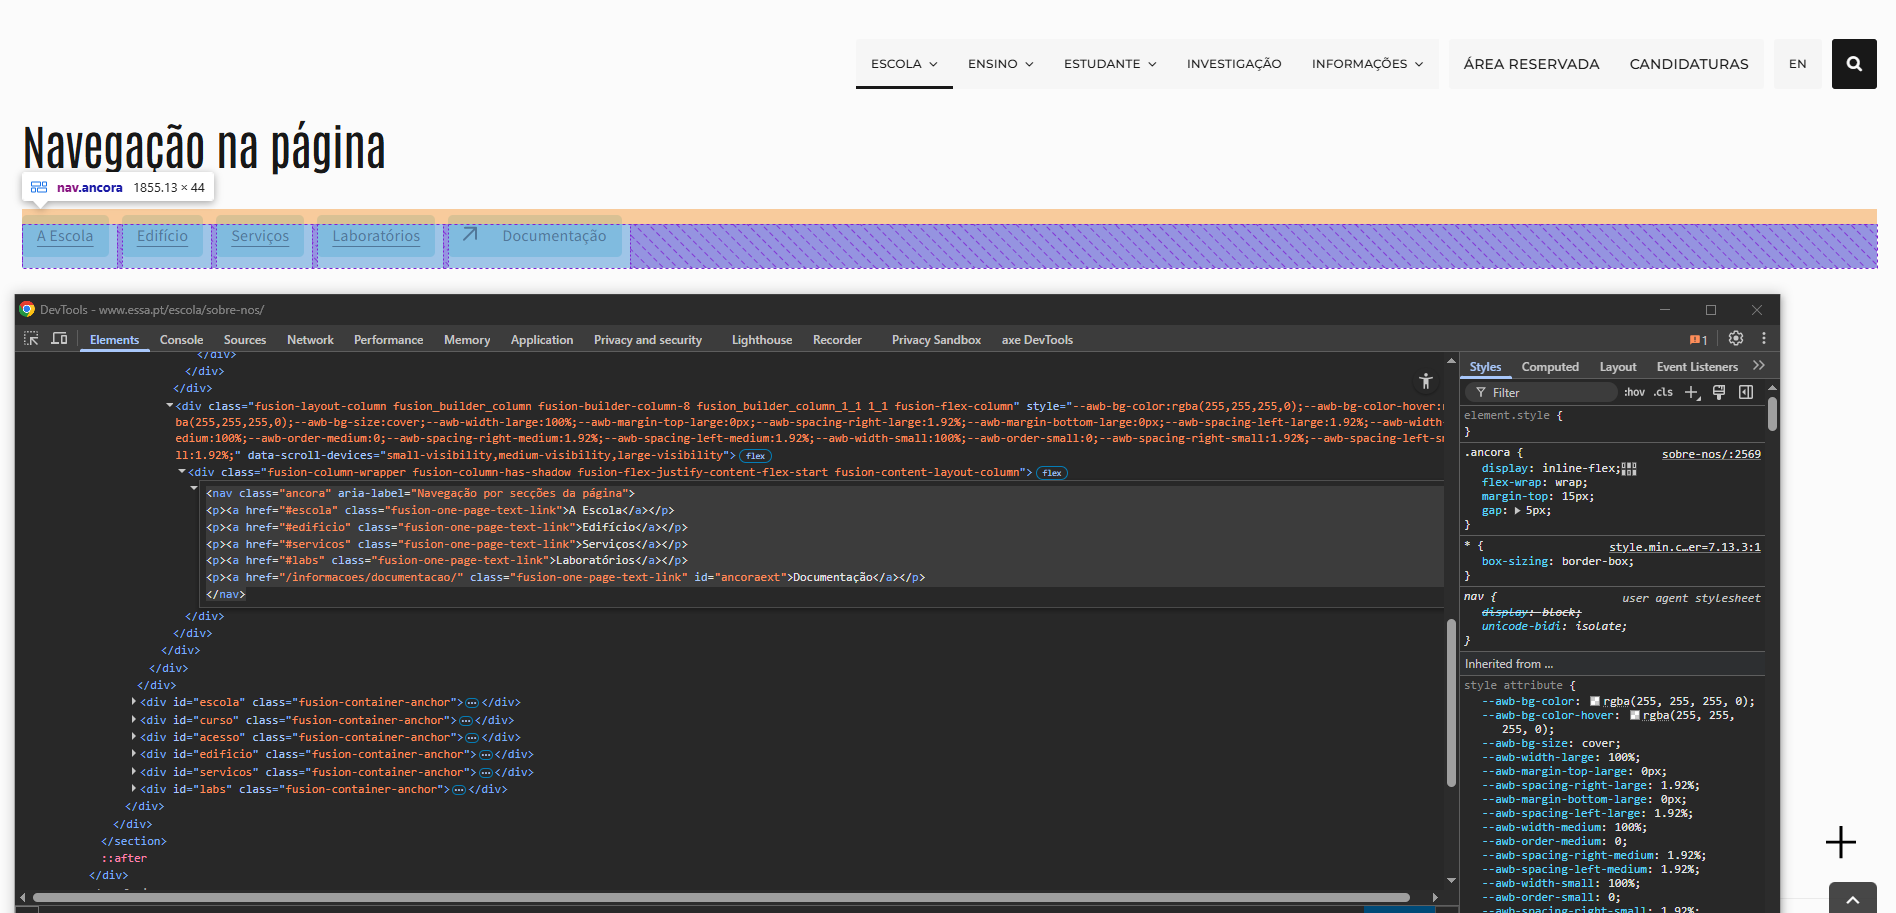 ESCOLA ENSINO ESTUDANTE INVESTIGAÇÃO INFORMAÇÕES ÁREA RESERVADA CANDIDATURAS EN
Navegação na página
nav.ancora 1855.13 × 44
A Escola Edifício Serviços Laboratórios Documentação
DevTools - www.essa.pt/escola/sobre-nos/
Elements Console Sources Network Performance Memory Application Privacy and security Lighthouse Recorder Privacy Sandbox axe DevTools 1
</div>
</div>
</div>
<div class="fusion-layout-column fusion_builder_column fusion-builder-column-8 fusion_builder_column_1_1 1_1 fusion-flex-column" style="--awb-bg-color:rgba(255,255,255,0);--awb-bg-color-hover:r
ba(255,255,255,0);--awb-bg-size:cover;--awb-width-large:100%;--awb-margin-top-large:0px;--awb-spacing-right-large:1.92%;--awb-margin-bottom-large:0px;--awb-spacing-left-large:1.92%;--awb-width-
edium:100%;--awb-order-medium:0;--awb-spacing-right-medium:1.92%;--awb-spacing-left-medium:1.92%;--awb-width-small:100%;--awb-order-small:0;--awb-spacing-right-small:1.92%;--awb-spacing-left-s
ll:1.92%;" data-scroll-devices="small-visibility,medium-visibility,large-visibility"> flex
<div class="fusion-column-wrapper fusion-column-has-shadow fusion-flex-justify-content-flex-start fusion-content-layout-column"> flex
<nav class="ancora" aria-label="Navegação por secções da página">
<p><a href="#escola" class="fusion-one-page-text-link">A Escola</a></p>
<p><a href="#edificio" class="fusion-one-page-text-link">Edifício</a></p>
<p><a href="#servicos" class="fusion-one-page-text-link">Serviços</a></p>
<p><a href="#labs" class="fusion-one-page-text-link">Laboratórios</a></p>
<p><a href="/informacoes/documentacao/" class="fusion-one-page-text-link" id="ancoraext">Documentação</a></p>
</nav>
</div>
</div>
</div>
</div>
</div>
<div id="escola" class="fusion-container-anchor">…</div>
<div id="curso" class="fusion-container-anchor">…</div>
<div id="acesso" class="fusion-container-anchor">…</div>
<div id="edificio" class="fusion-container-anchor">…</div>
<div id="servicos" class="fusion-container-anchor">…</div>
<div id="labs" class="fusion-container-anchor">…</div>
</div>
</div>
</section>
::after
</div>
Styles Computed Layout Event Listeners
Filter :hov .cls
element.style {
}
.ancora { sobre-nos/:2569
display: inline-flex;
flex-wrap: wrap;
margin-top: 15px;
gap: 5px;
}
* { style.min.c…er=7.13.3:1
box-sizing: border-box;
}
nav { user agent stylesheet
display: block;
unicode-bidi: isolate;
}
Inherited from ...
style attribute {
--awb-bg-color: rgba(255, 255, 255, 0);
--awb-bg-color-hover: rgba(255, 255,
255, 0);
--awb-bg-size: cover;
--awb-width-large: 100%;
--awb-margin-top-large: 0px;
--awb-spacing-right-large: 1.92%;
--awb-margin-bottom-large: 0px;
--awb-spacing-left-large: 1.92%;
--awb-width-medium: 100%;
--awb-order-medium: 0;
--awb-spacing-right-medium: 1.92%;
--awb-spacing-left-medium: 1.92%;
--awb-width-small: 100%;
--awb-order-small: 0;
--awb-spacing-right-small: 1.92%;